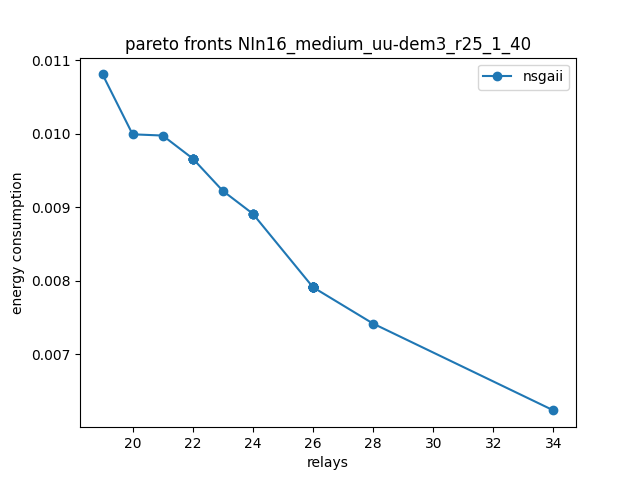 pareto fronts NIn16_medium_uu-dem3_r25_1_40
nsgaii
energy consumption
0.011
0.010
0.009
0.008
0.007
20 22 24 26 28 30 32 34
relays